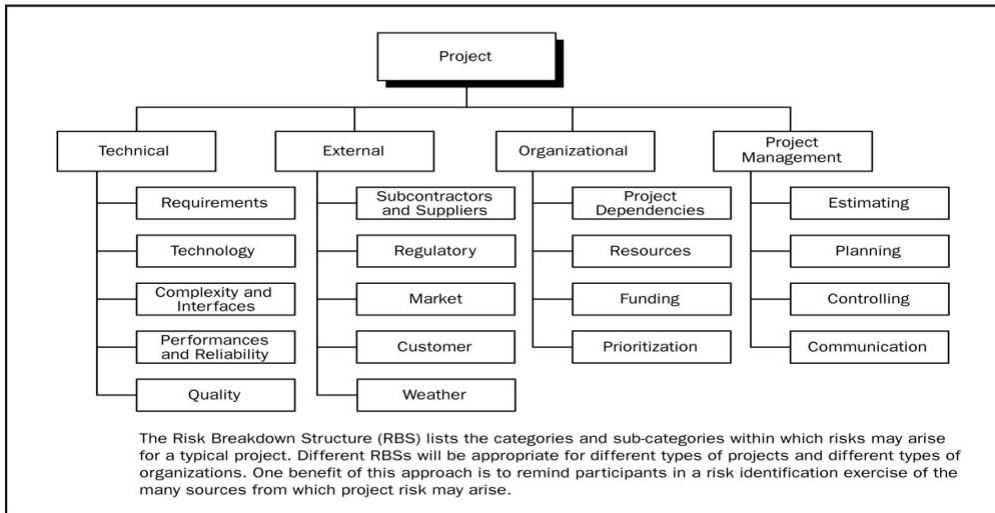 Project
Technical
External
Organizational
Project
Management
Requirements
Technology
Complexity and
Interfaces
Performances
and Reliability
Quality
Subcontractors
and Suppliers
Regulatory
Market
Customer
Weather
Project
Dependencies
Resources
Funding
Prioritization
Estimating
Planning
Controlling
Communication
The Risk Breakdown Structure (RBS) lists the categories and sub-categories within which risks may arise
for a typical project. Different RBSs will be appropriate for different types of projects and different types of
organizations. One benefit of this approach is to remind participants in a risk identification exercise of the
many sources from which project risk may arise.